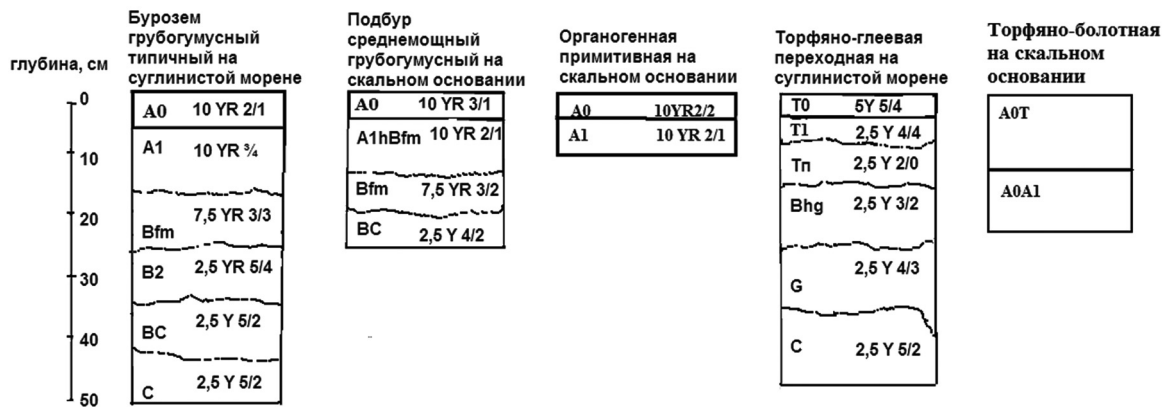 глубина, см
0
10
20
30
40
50
Бурозем
грубогумусный
типичный на
суглинистой морене
A0 10 YR 2/1
A1 10 YR ¾
7,5 YR 3/3
Bfm
B2 2,5 YR 5/4
2,5 Y 5/2
BC
2,5 Y 5/2
C
Подбур
среднемощный
грубогумусный на
скальном основании
A0 10 YR 3/1
A1hBfm 10 YR 2/1
Bfm 7,5 YR 3/2
BC 2,5 Y 4/2
Органогенная
примитивная на
скальном основании
A0 10YR2/2
A1 10 YR 2/1
Торфяно-глеевая
переходная на
суглинистой морене
T0 5Y 5/4
T1 2,5 Y 4/4
Тп 2,5 Y 2/0
Bhg 2,5 Y 3/2
2,5 Y 4/3
G
C 2,5 Y 5/2
Торфяно-болотная
на скальном
основании
A0T
A0A1